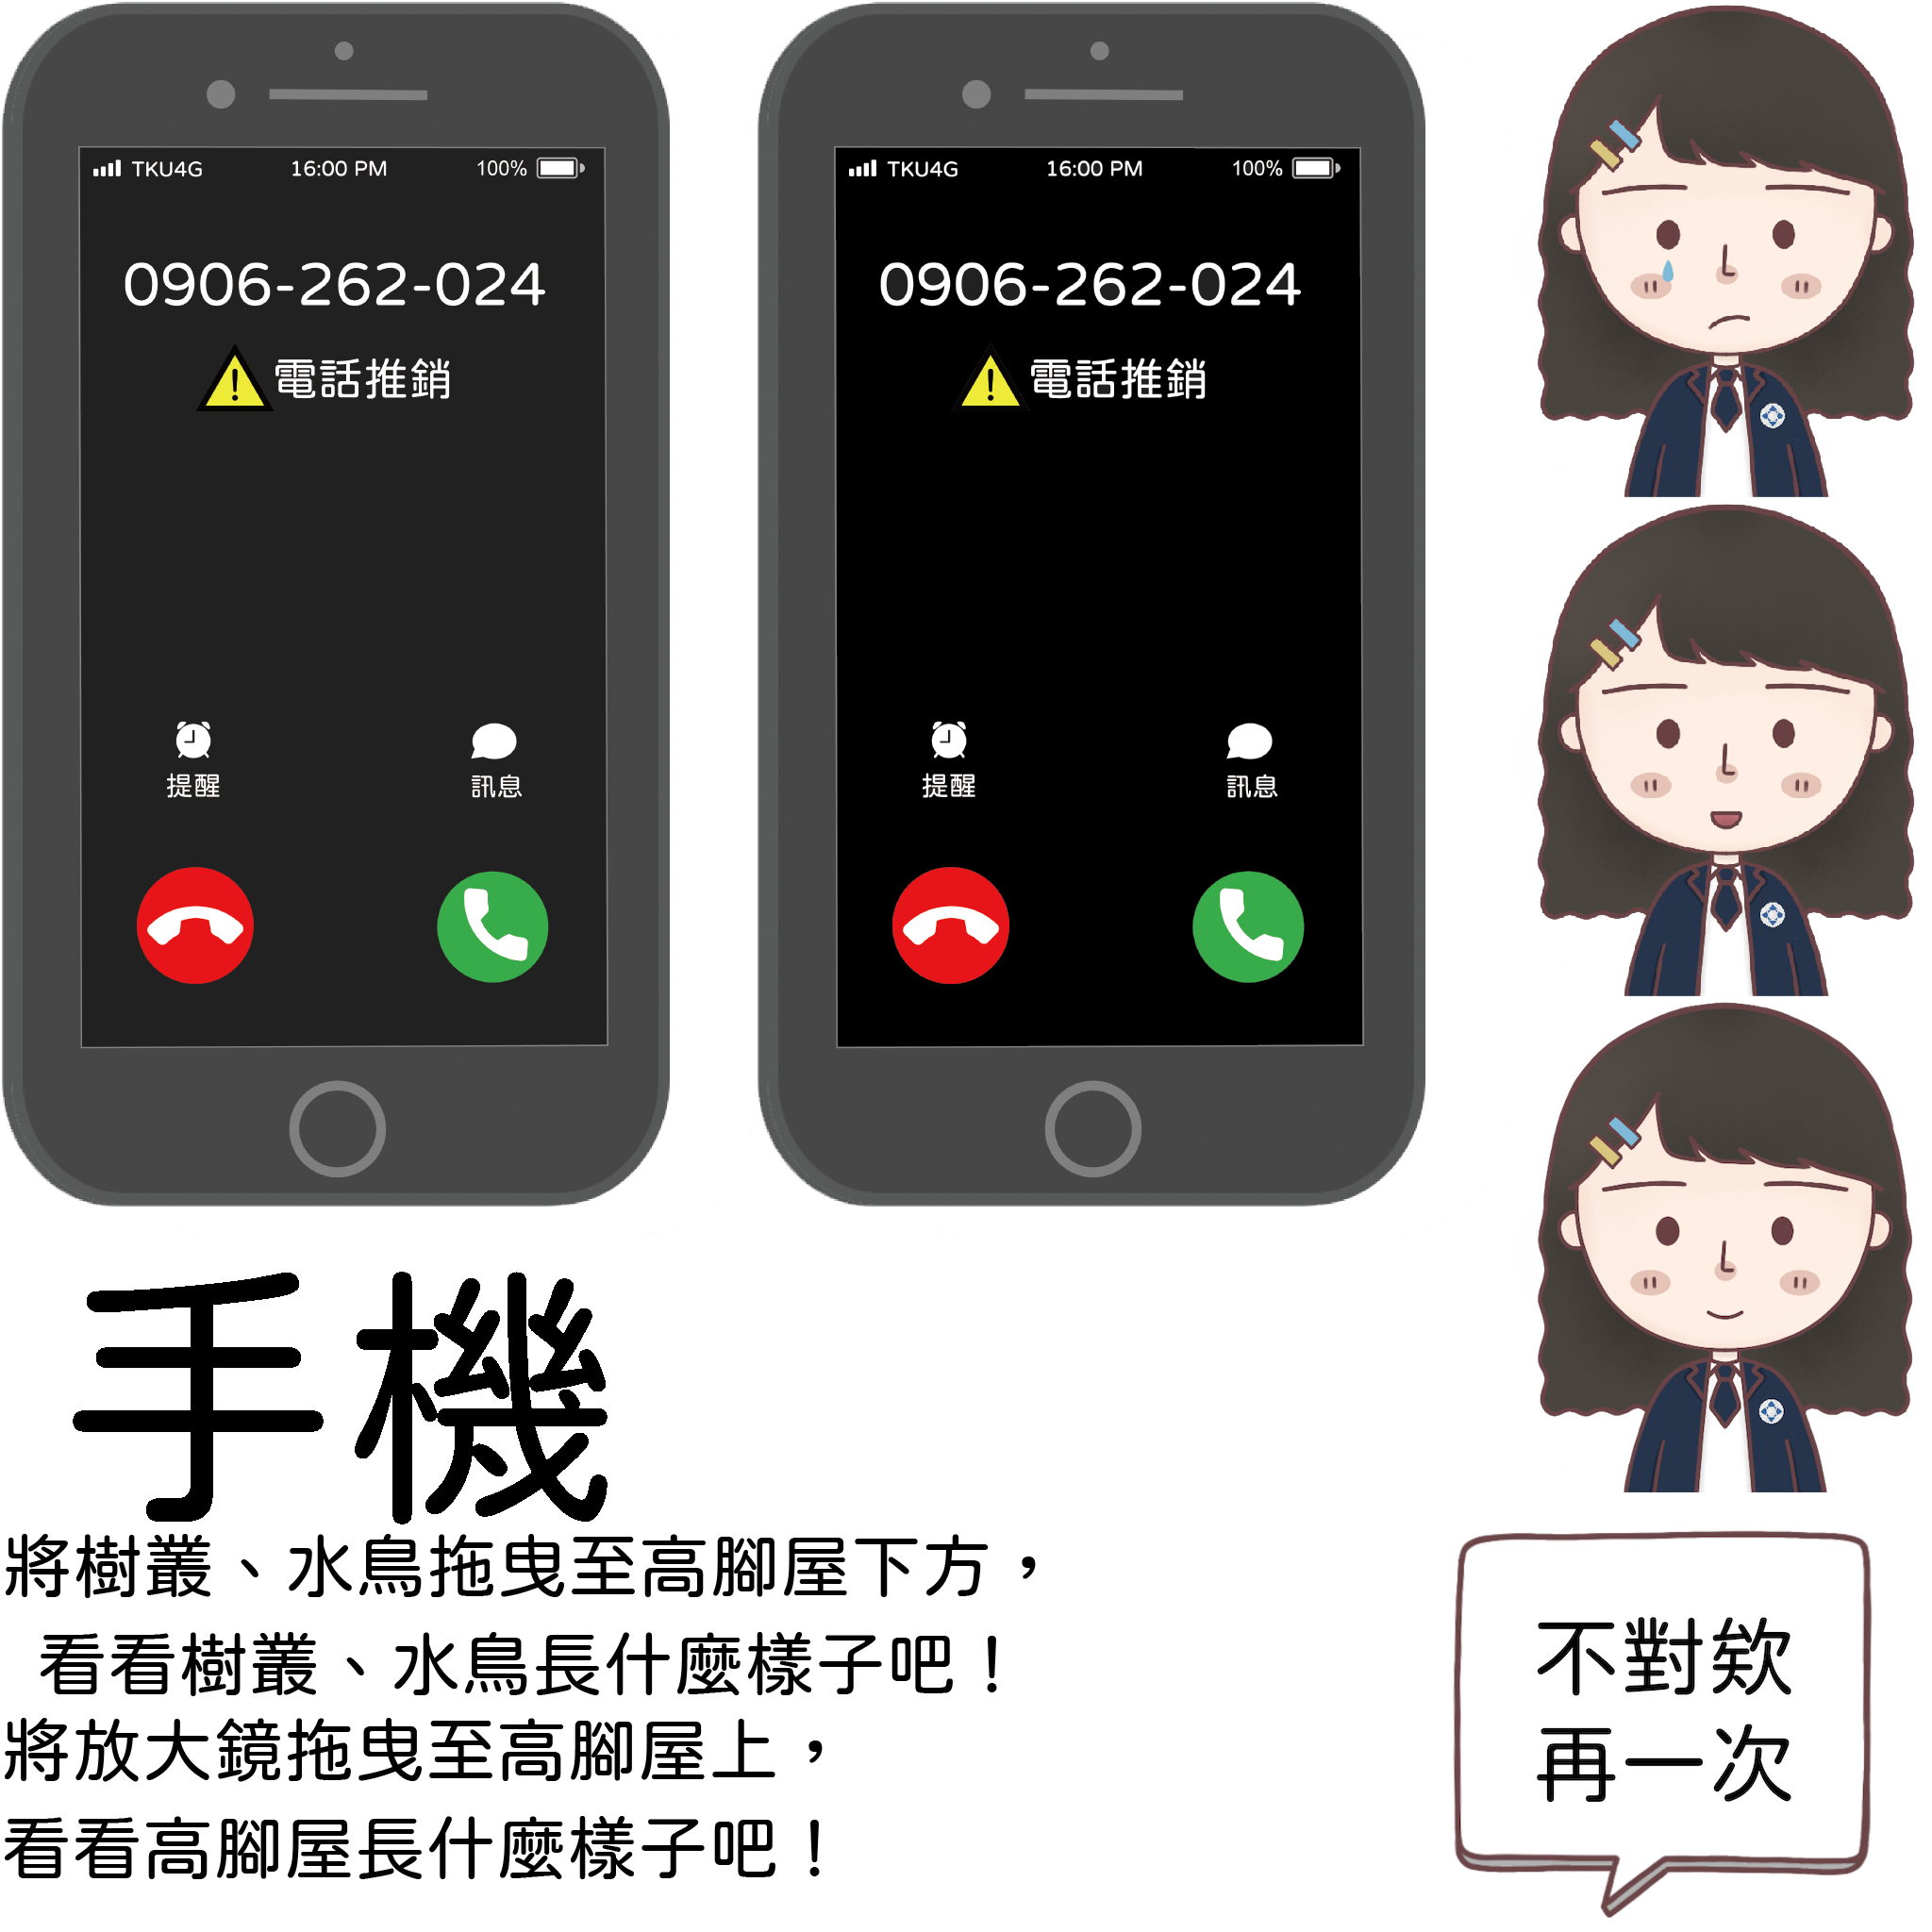 TKU4G 16:00 PM 100%
0906-262-024
電話推銷
提醒 訊息
TKU4G 16:00 PM 100%
0906-262-024
電話推銷
提醒 訊息
手機
將樹叢、水鳥拖曳至高腳屋下方，
看看樹叢、水鳥長什麼樣子吧！
將放大鏡拖曳至高腳屋上，
看看高腳屋長什麼樣子吧！
不對欸
再一次